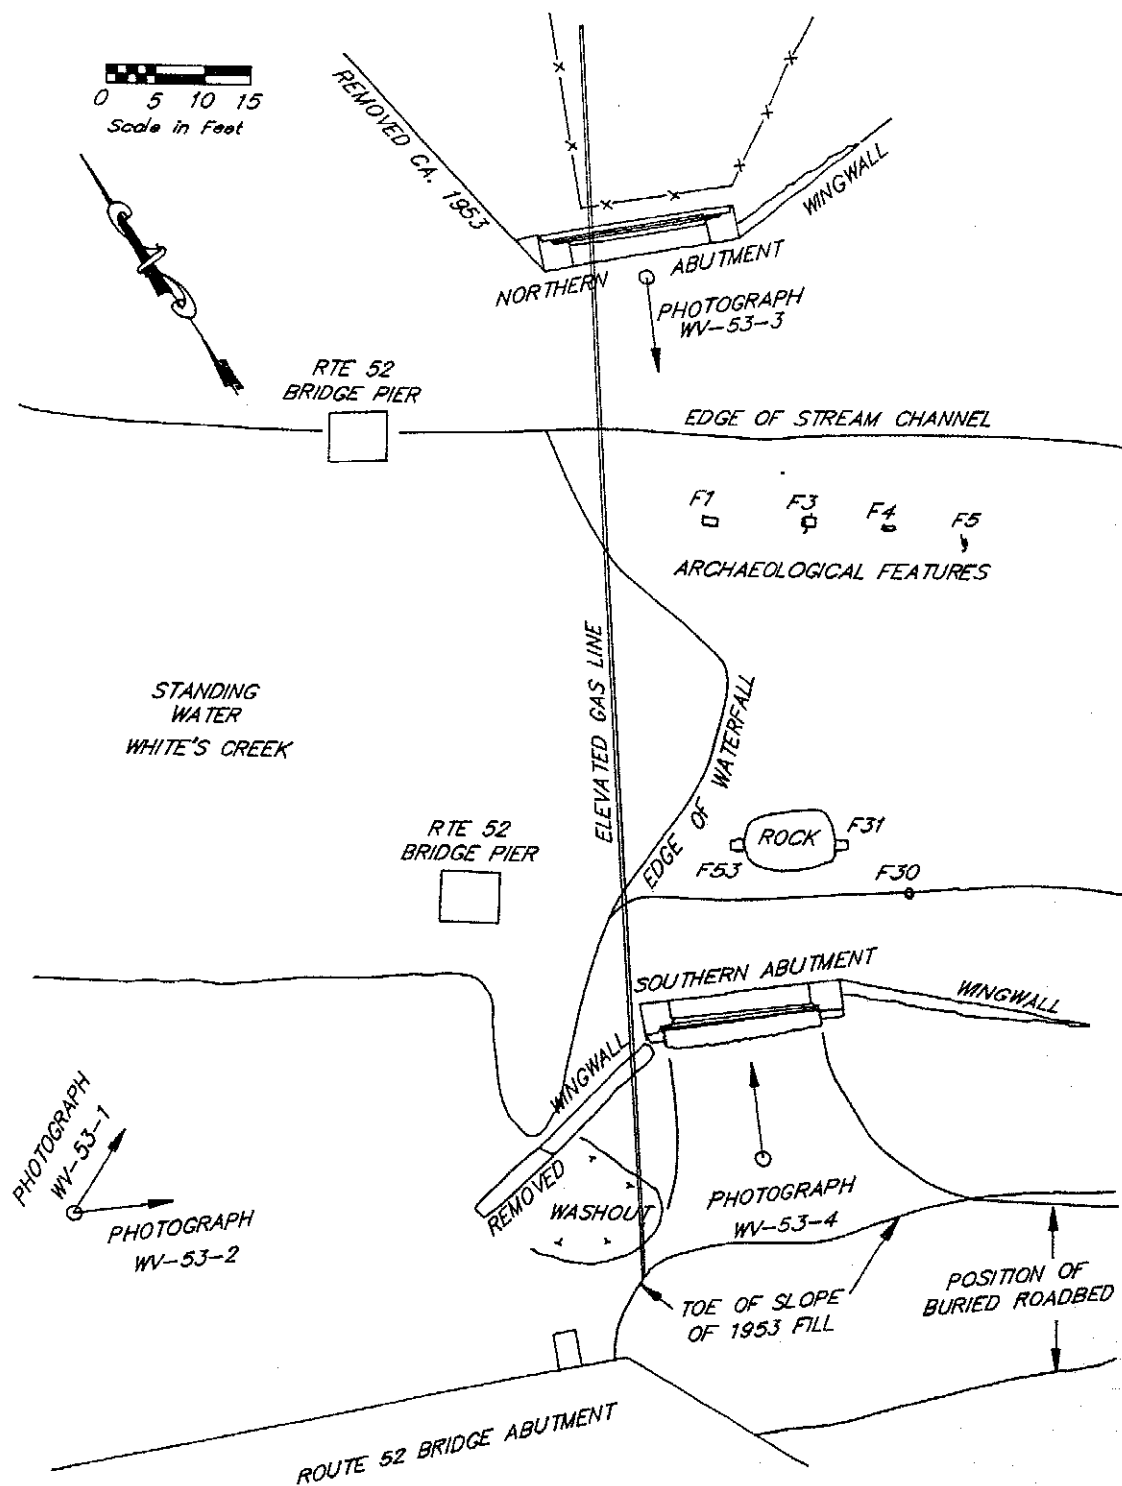 0 5 10 15
Scale in Feet
REMOVED CA. 1953
WINGWALL
NORTHERN ABUTMENT
PHOTOGRAPH
WV-53-3
RTE 52
BRIDGE PIER
EDGE OF STREAM CHANNEL
F1 F3 F4 F5
ARCHAEOLOGICAL FEATURES
STANDING
WATER
WHITE'S CREEK
ELEVATED GAS LINE
EDGE OF WATERFALL
RTE 52
BRIDGE PIER
ROCK
F31
F53
F30
SOUTHERN ABUTMENT
WINGWALL
WINGWALL
REMOVED
WASHOUT
PHOTOGRAPH
WV-53-1
PHOTOGRAPH
WV-53-2
PHOTOGRAPH
WV-53-4
TOE OF SLOPE
OF 1953 FILL
POSITION OF
BURIED ROADBED
ROUTE 52 BRIDGE ABUTMENT